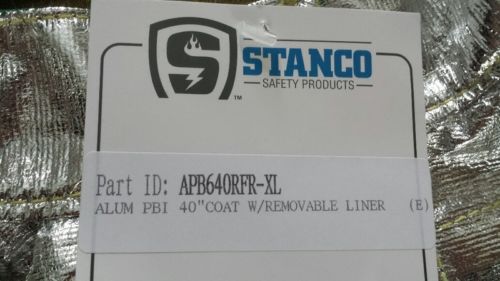 STANCO
SAFETY PRODUCTS
TM
Part ID: APB640RFR-XL
ALUM PBI 40"COAT W/REMOVABLE LINER (E)